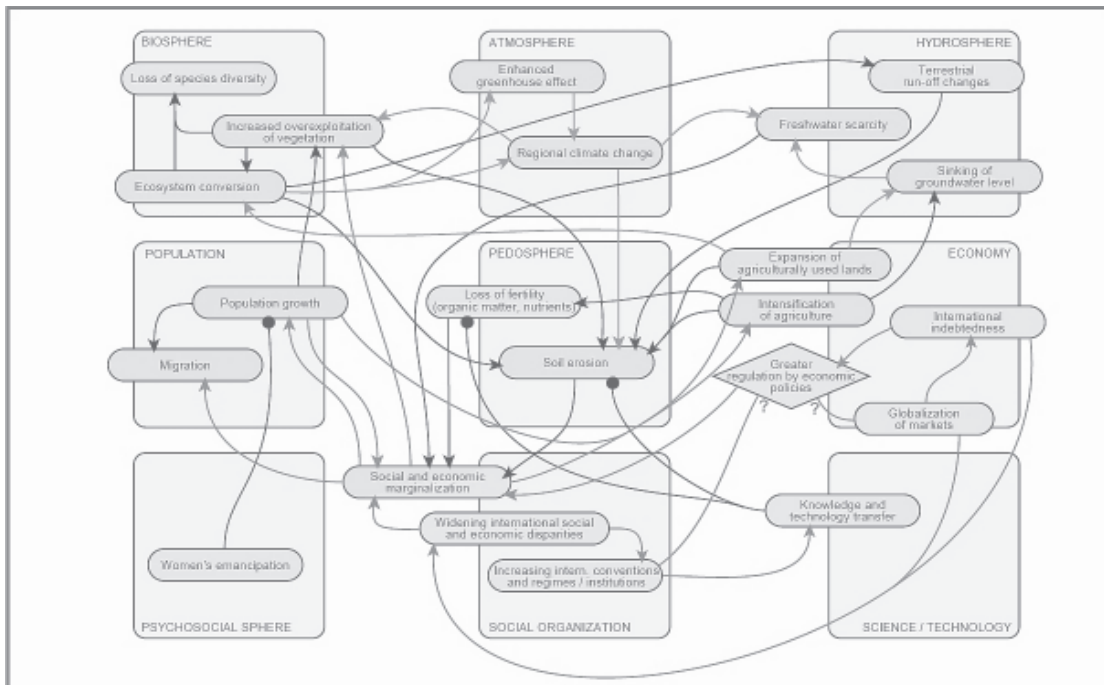 BIOSPHERE
Loss of species diversity
Increased overexploitation
of vegetation
Ecosystem conversion
ATMOSPHERE
Enhanced
greenhouse effect
Regional climate change
HYDROSPHERE
Terrestrial
run-off changes
Freshwater scarcity
Sinking of
groundwater level
POPULATION
Population growth
Migration
PEDOSPHERE
Loss of fertility
(organic matter, nutrients)
Soil erosion
ECONOMY
Expansion of
agriculturally used lands
Intensification
of agriculture
International
indebtedness
Greater
regulation by economic
policies
?
?
Globalization
of markets
Social and economic
marginalization
Widening international social
and economic disparities
Increasing intern. conventions
and regimes / institutions
Knowledge and
technology transfer
Women's emancipation
PSYCHOSOCIAL SPHERE
SOCIAL ORGANIZATION
SCIENCE / TECHNOLOGY